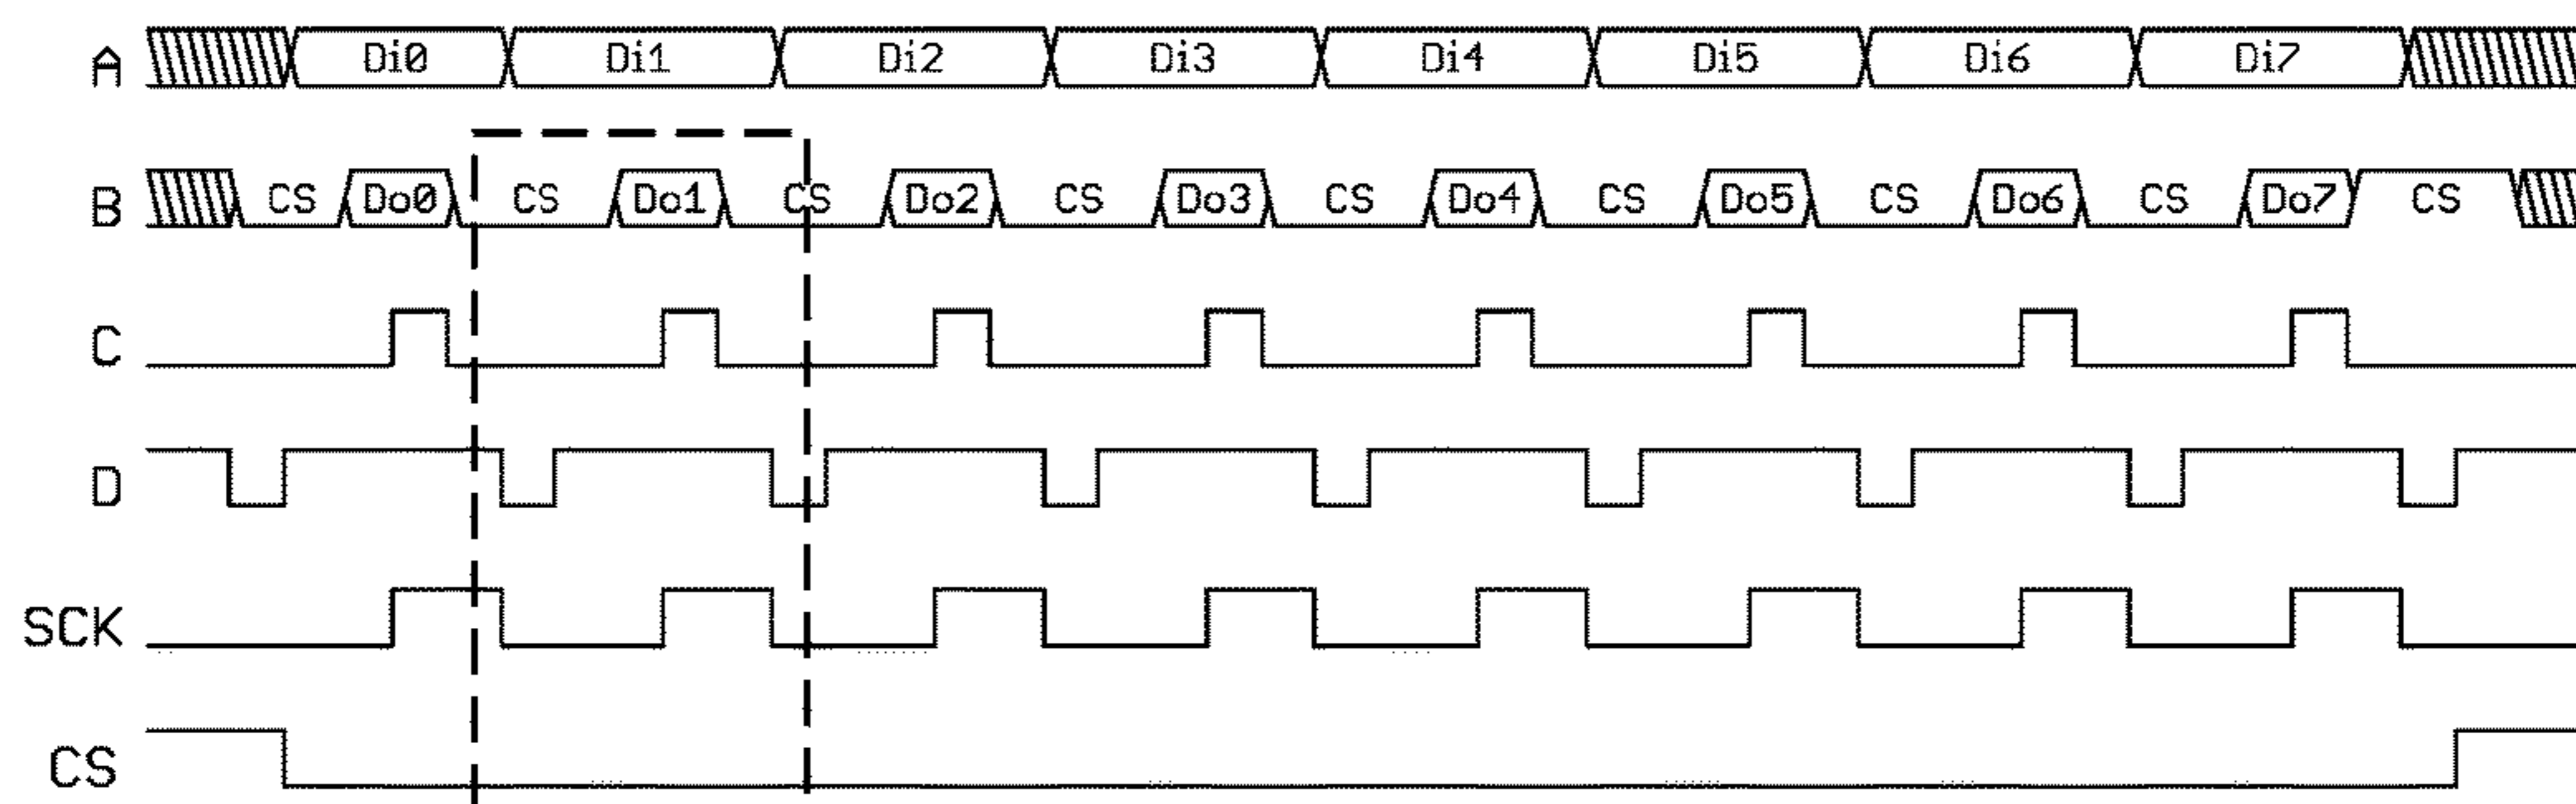 A Di0 Di1 Di2 Di3 Di4 Di5 Di6 Di7
B CS Do0 CS Do1 CS Do2 CS Do3 CS Do4 CS Do5 CS Do6 CS Do7 CS
C
D
SCK
CS